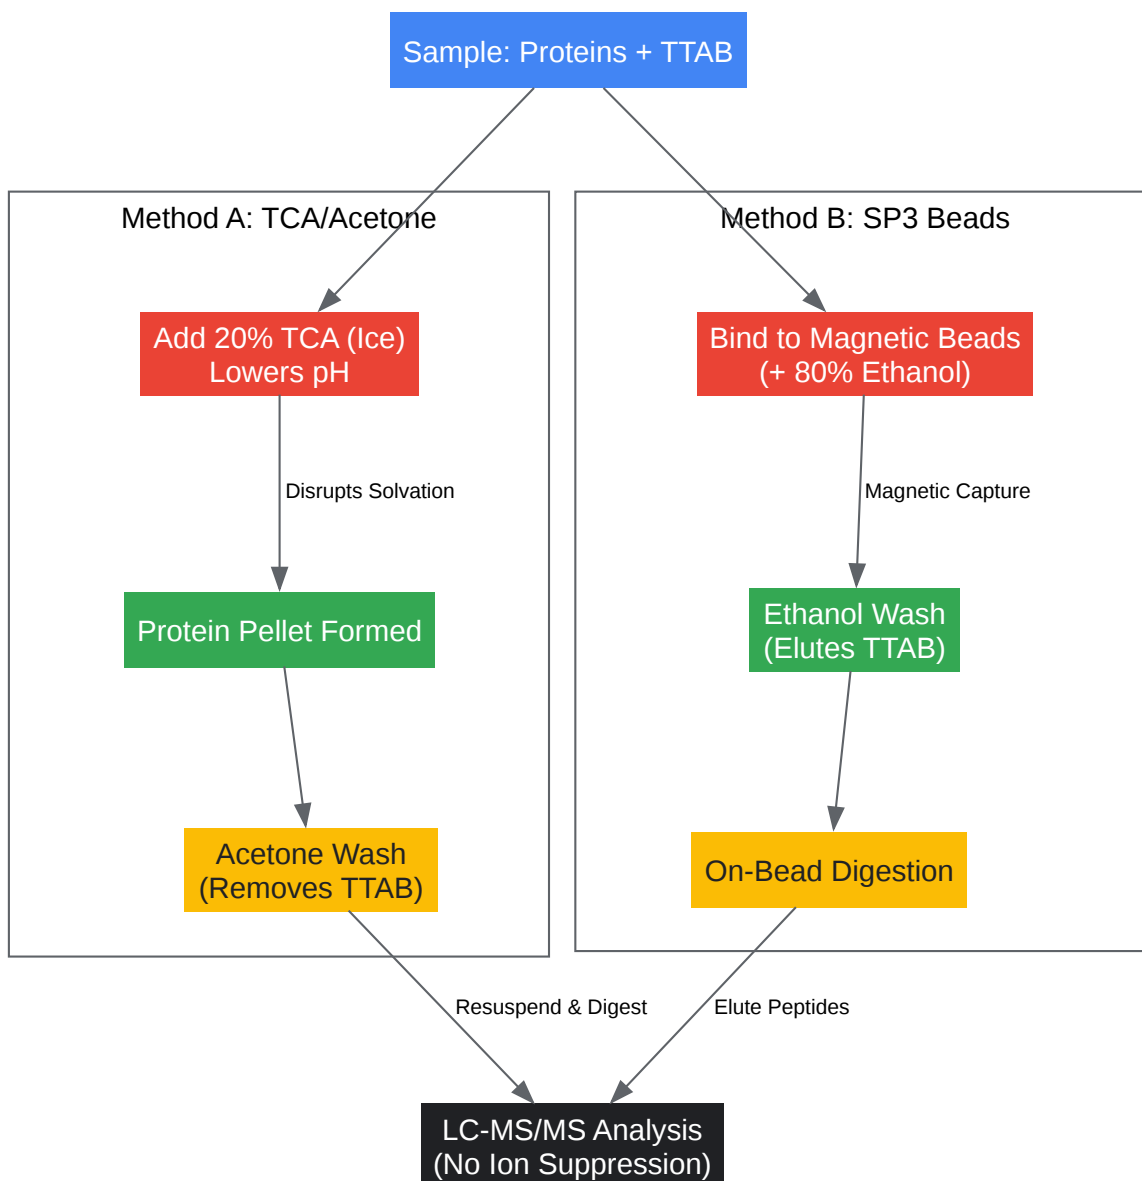 Sample: Proteins + TTAB
Method A: TCA/Acetone
Method B: SP3 Beads
Add 20% TCA (Ice)
Lowers pH
Bind to Magnetic Beads
(+ 80% Ethanol)
Disrupts Solvation
Magnetic Capture
Protein Pellet Formed
Ethanol Wash
(Elutes TTAB)
Acetone Wash
(Removes TTAB)
On-Bead Digestion
Resuspend & Digest
Elute Peptides
LC-MS/MS Analysis
(No Ion Suppression)